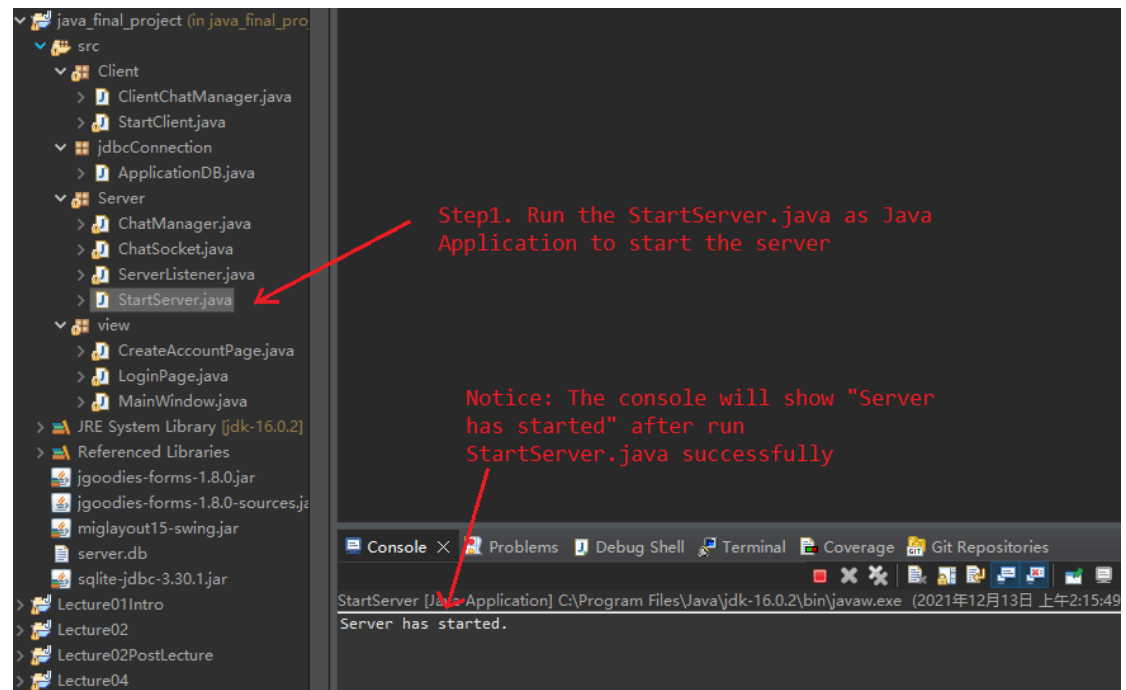 java_final_project (in java_final_pro
src
Client
ClientChatManager.java
StartClient.java
jdbcConnection
ApplicationDB.java
Server
ChatManager.java
ChatSocket.java
ServerListener.java
StartServer.java
view
CreateAccountPage.java
LoginPage.java
MainWindow.java
JRE System Library [jdk-16.0.2]
Referenced Libraries
jgoodies-forms-1.8.0.jar
jgoodies-forms-1.8.0-sources.ja
miglayout15-swing.jar
server.db
sqlite-jdbc-3.30.1.jar
Lecture01Intro
Lecture02
Lecture02PostLecture
Lecture04
Step1. Run the StartServer.java as Java
Application to start the server
Notice: The console will show "Server
has started" after run
StartServer.java successfully
Console Problems Debug Shell Terminal Coverage Git Repositories
StartServer [Java Application] C:\Program Files\Java\jdk-16.0.2\bin\javaw.exe (2021年12月13日 上午2:15:49
Server has started.